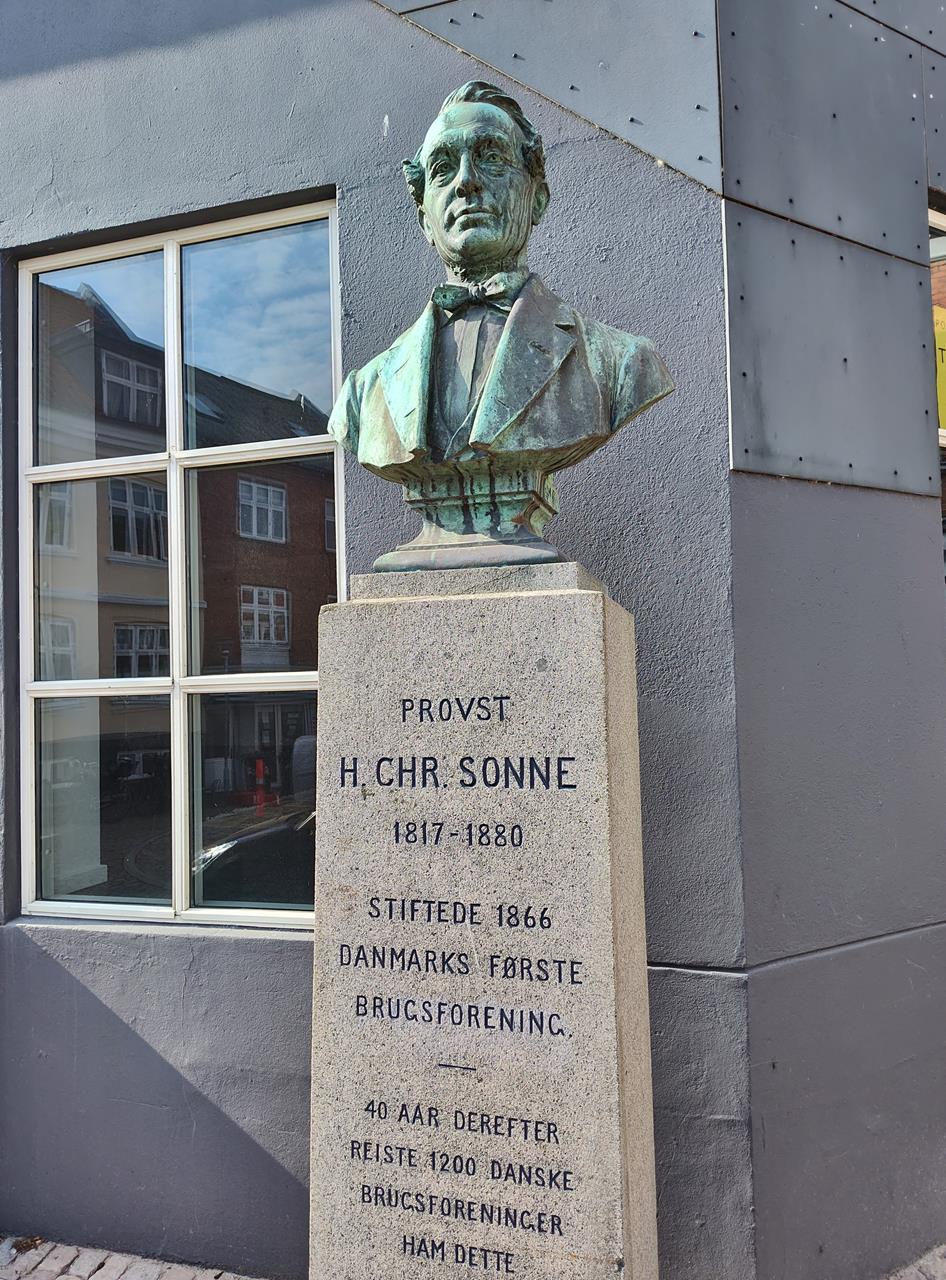 PROVST
H. CHR. SONNE
1817-1880
STIFTEDE 1866
DANMARKS FØRSTE
BRUGSFORENING.
40 AAR DEREFTER
REISTE 1200 DANSKE
BRUGSFORENINGER
HAM DETTE